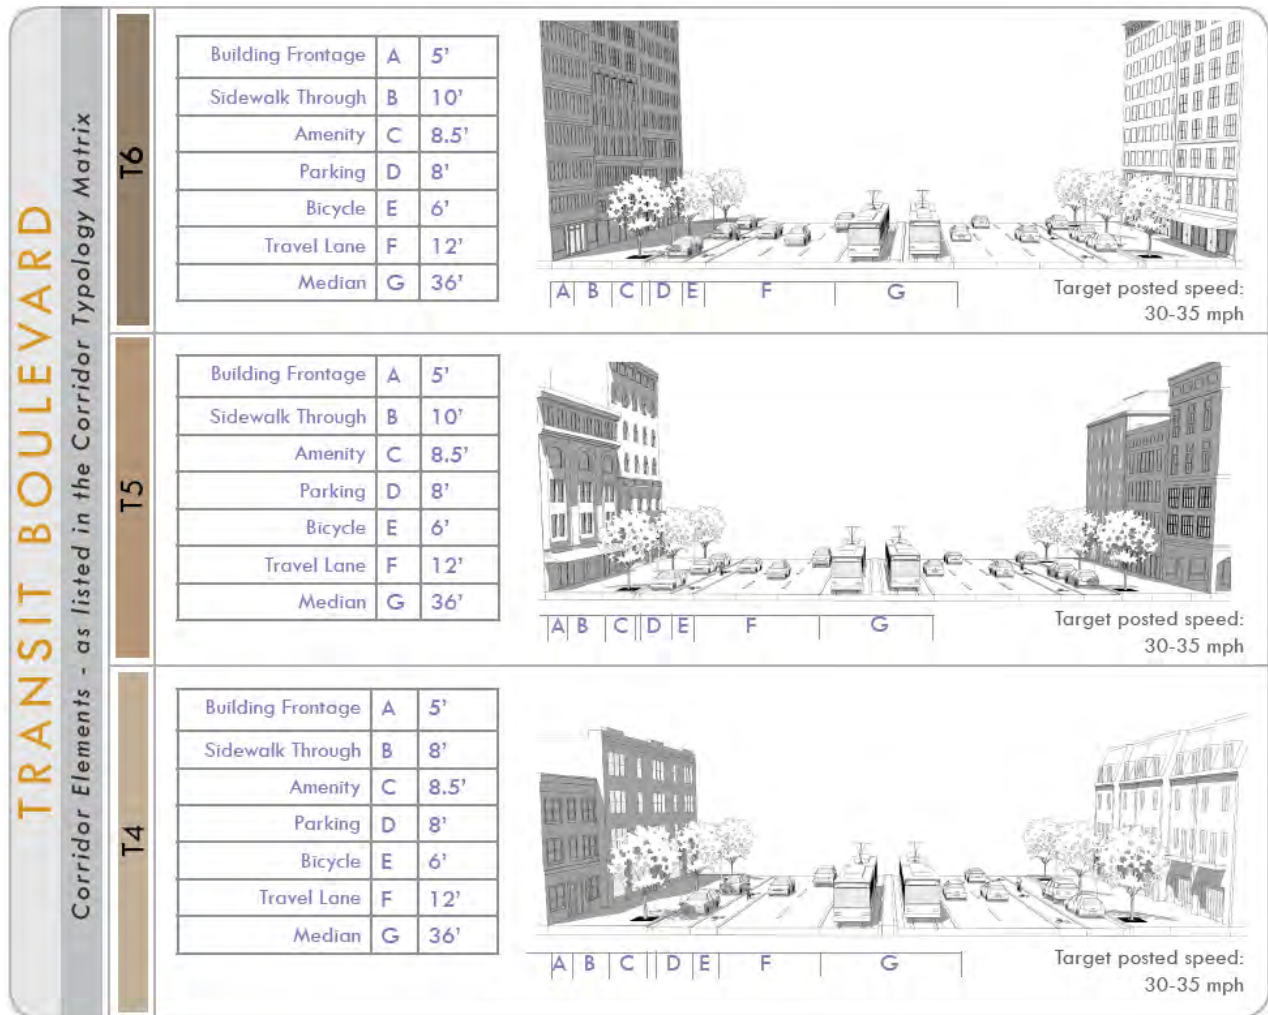 TRANSIT BOULEVARD
Corridor Elements - as listed in the Corridor Typology Matrix
T6
Building Frontage A 5'
Sidewalk Through B 10'
Amenity C 8.5'
Parking D 8'
Bicycle E 6'
Travel Lane F 12'
Median G 36'
A B C D E F G
Target posted speed:
30-35 mph
T5
Building Frontage A 5'
Sidewalk Through B 10'
Amenity C 8.5'
Parking D 8'
Bicycle E 6'
Travel Lane F 12'
Median G 36'
A B C D E F G
Target posted speed:
30-35 mph
T4
Building Frontage A 5'
Sidewalk Through B 8'
Amenity C 8.5'
Parking D 8'
Bicycle E 6'
Travel Lane F 12'
Median G 36'
A B C D E F G
Target posted speed:
30-35 mph